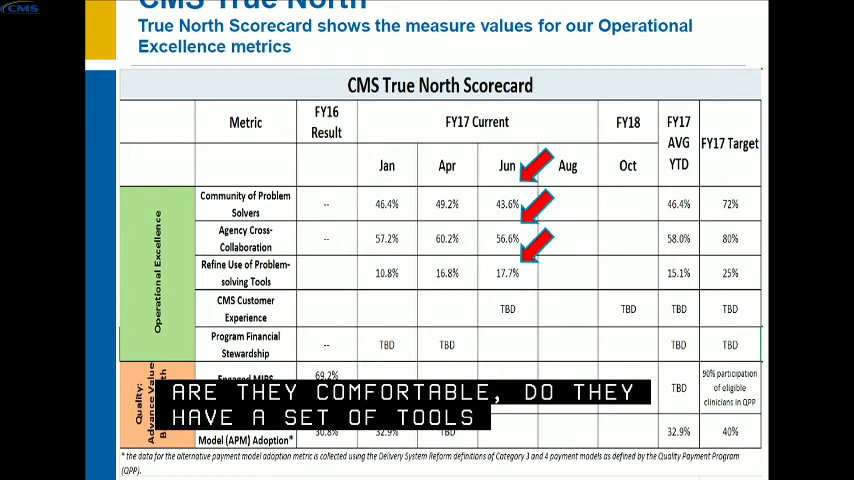 CMS
CMS True North
True North Scorecard shows the measure values for our Operational
Excellence metrics
CMS True North Scorecard
Metric
FY16
Result
FY17 Current
FY18
FY17
AVG
YTD
FY17 Target
Jan
Apr
Jun
Aug
Oct
Operational Excellence
Community of Problem
Solvers
--
46.4%
49.2%
43.6%
46.4%
72%
Agency Cross-
Collaboration
--
57.2%
60.2%
56.6%
58.0%
80%
Refine Use of Problem-
solving Tools
--
10.8%
16.8%
17.7%
15.1%
25%
CMS Customer
Experience
TBD
TBD
TBD
TBD
Program Financial
Stewardship
--
TBD
TBD
TBD
TBD
Quality:
Advance Value
69.2%
TBD
90% participation
of eligible
clinicians in QPP
ARE THEY COMFORTABLE, DO THEY
HAVE A SET OF TOOLS
Model (APM) Adoption*
30.8%
32.9%
TBD
32.9%
40%
* the data for the alternative payment model adoption metric is collected using the Delivery System Reform definitions of Category 3 and 4 payment models as defined by the Quality Payment Program
(QPP).